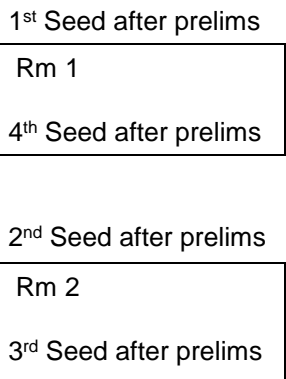 1st Seed after prelims
Rm 1
4th Seed after prelims
2nd Seed after prelims
Rm 2
3rd Seed after prelims